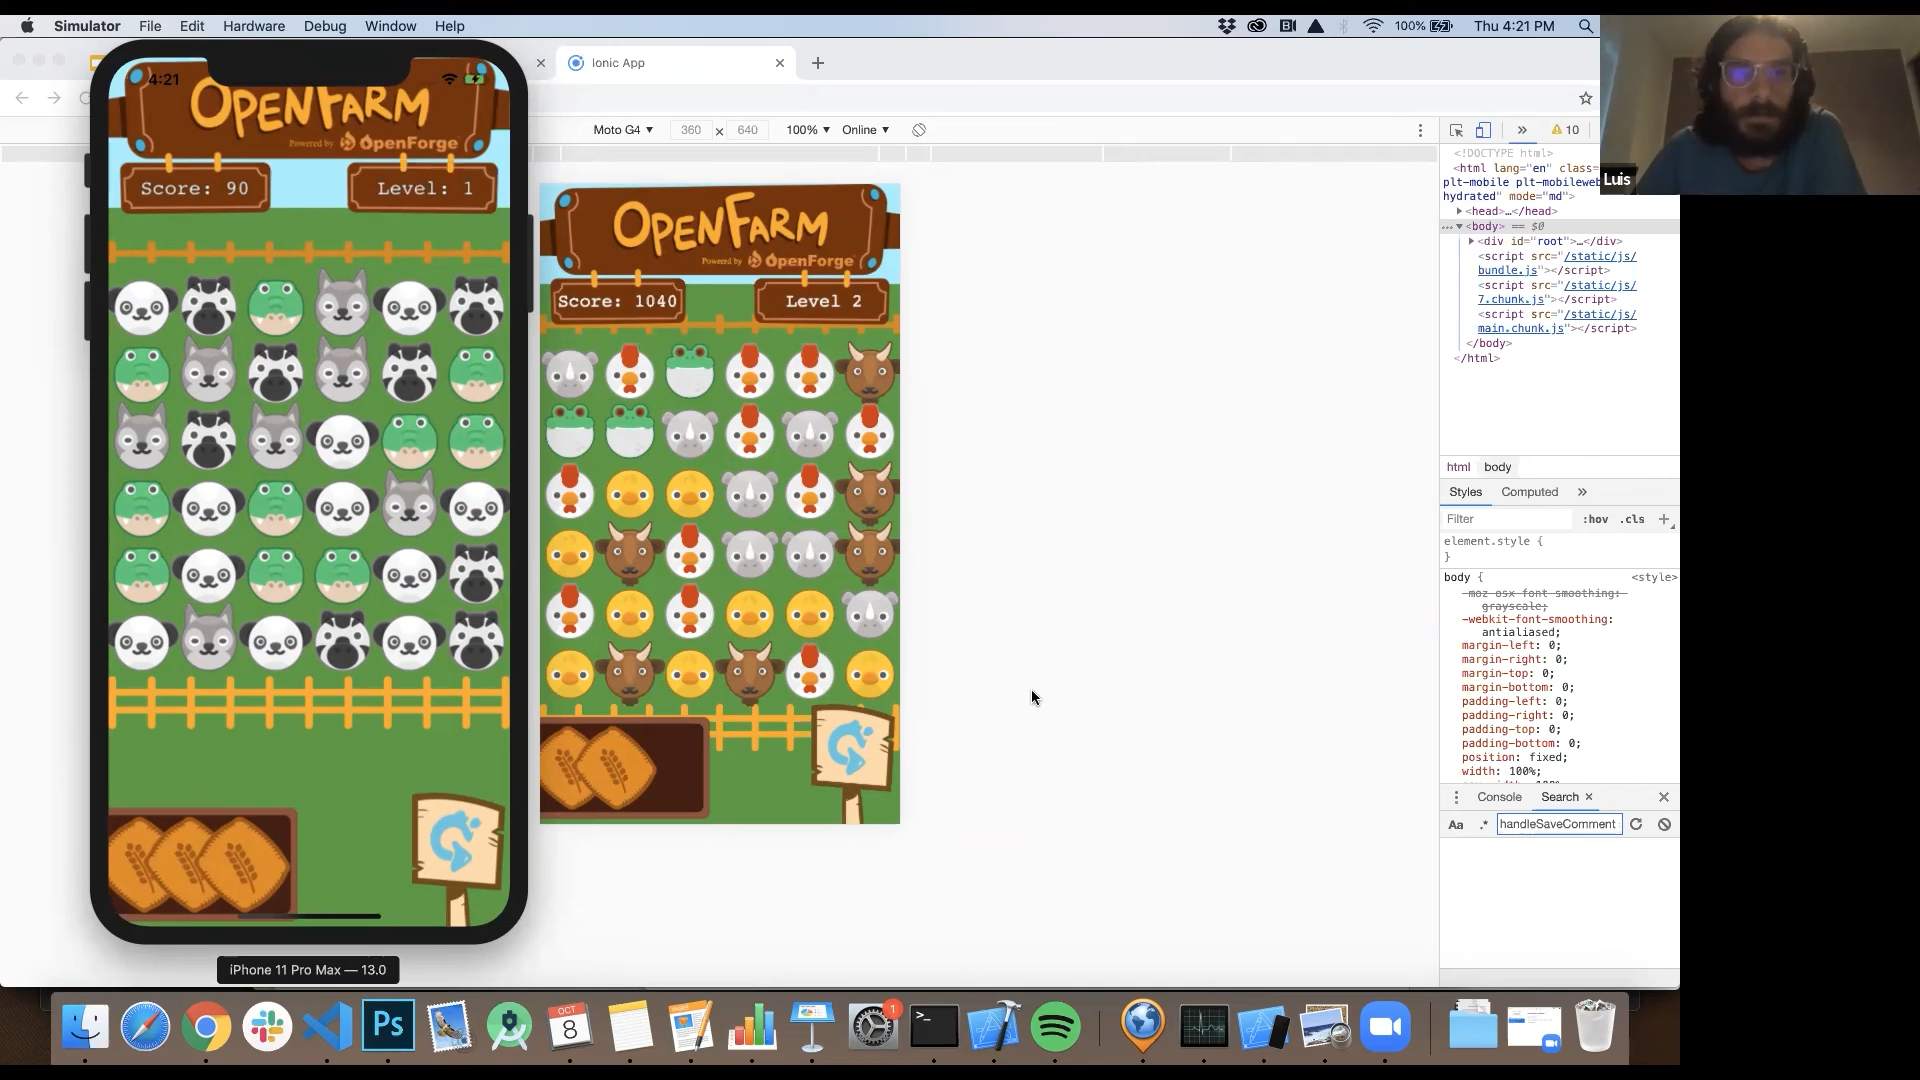 Simulator File Edit Window Hardware Debug Window Help
100% Thu 4:21 PM
Ionic App
4:21
OPENFARM
Powered by OpenForge
Score: 90 Level: 1
Moto G4 360 × 640 100% Online
OPENFARM
Powered by OpenForge
Score: 1040 Level 2
iPhone 11 Pro Max — 13.0
Luis
10
<!DOCTYPE html>
<html lang="en" class=
plt-mobile plt-mobileweb
hydrated" mode="md">
<head>…</head>
<body> == $0
<div id="root">…</div>
<script src="/static/js/
bundle.js"></script>
<script src="/static/js/
7.chunk.js"></script>
<script src="/static/js/
main.chunk.js"></script>
</body>
</html>
html body
Styles Computed
Filter :hov .cls
element.style {
}
body { <style>
-moz-osx-font-smoothing:
grayscale;
-webkit-font-smoothing:
antialiased;
margin-left: 0;
margin-right: 0;
margin-top: 0;
margin-bottom: 0;
padding-left: 0;
padding-right: 0;
padding-top: 0;
padding-bottom: 0;
position: fixed;
width: 100%;
Console Search
Aa .* handleSaveComment
Ps
OCT
8
1